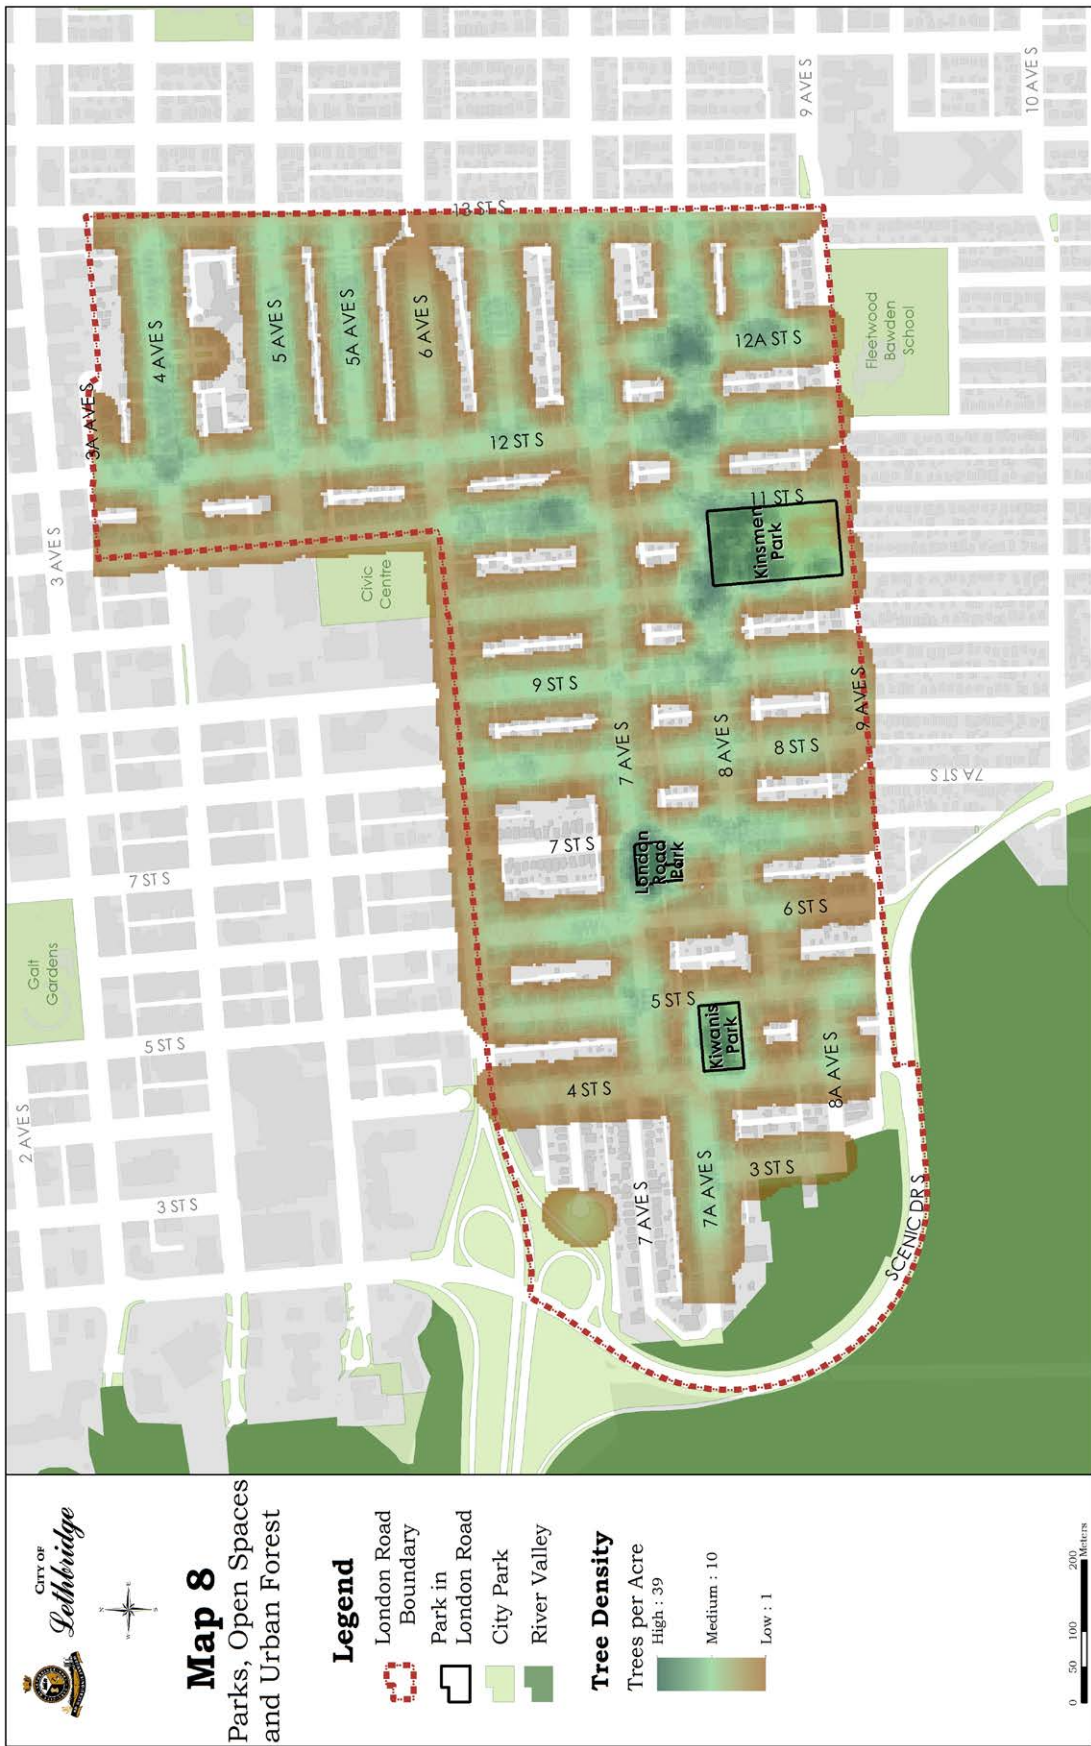 CITY OF
Lethbridge
N
W
E
S
Map 8
Parks, Open Spaces
and Urban Forest
Legend
London Road
Boundary
Park in
London Road
City Park
River Valley
Tree Density
Trees per Acre
High : 39
Medium : 10
Low : 1
0 50 100 200
Meters
2 AVE S
3 ST S
5 ST S
7 ST S
Galt
Gardens
3 AVE S
3A AVE S
4 AVE S
5 AVE S
5A AVE S
6 AVE S
13 ST S
12 ST S
Civic
Centre
9 AVE S
10 AVE S
12A ST S
Fleetwood
Bawden
School
11 ST S
Kinsmen
Park
9 ST S
7 AVE S
8 AVE S
8 ST S
9 AVE S
7A ST S
7 ST S
London
Road
Park
6 ST S
5 ST S
Kiwanis
Park
4 ST S
8A AVE S
7 AVE S
7A AVE S
3 ST S
SCENIC DR S